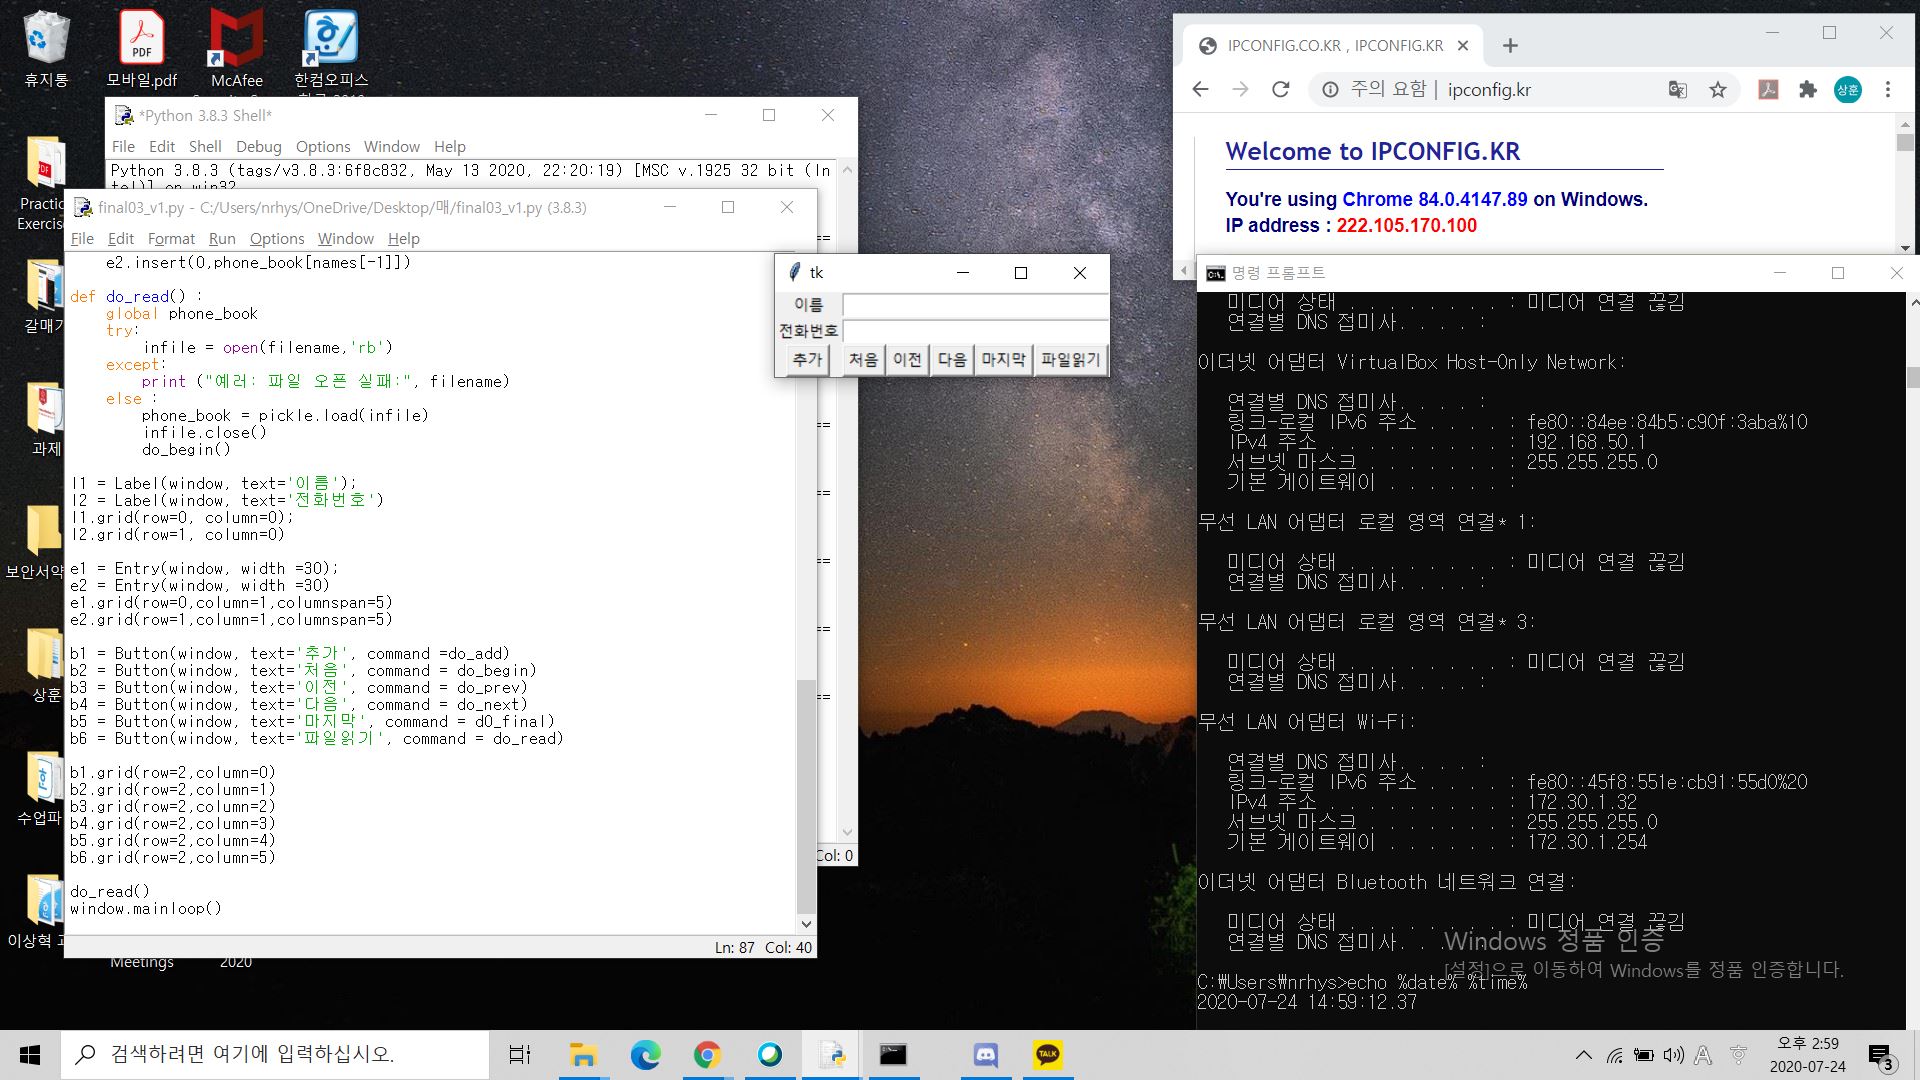 휴지통
모바일.pdf
McAfee
한컴오피스
Practic
Exercise
갈매기
과제
보안서약
상훈
수업파
이상혁 고
Meetings
2020
*Python 3.8.3 Shell*
File Edit Shell Debug Options Window Help
Python 3.8.3 (tags/v3.8.3:6f8c832, May 13 2020, 22:20:19) [MSC v.1925 32 bit (In
tel)] on win32
Col: 0
final03_v1.py - C:/Users/nrhys/OneDrive/Desktop/매/final03_v1.py (3.8.3)
File Edit Format Run Options Window Help
e2.insert(0,phone_book[names[-1]])
def do_read() :
global phone_book
try:
infile = open(filename,'rb')
except:
print ("에러: 파일 오픈 실패:", filename)
else :
phone_book = pickle.load(infile)
infile.close()
do_begin()
l1 = Label(window, text='이름');
l2 = Label(window, text='전화번호')
l1.grid(row=0, column=0);
l2.grid(row=1, column=0)
e1 = Entry(window, width =30);
e2 = Entry(window, width =30)
e1.grid(row=0,column=1,columnspan=5)
e2.grid(row=1,column=1,columnspan=5)
b1 = Button(window, text='추가', command =do_add)
b2 = Button(window, text='처음', command = do_begin)
b3 = Button(window, text='이전', command = do_prev)
b4 = Button(window, text='다음', command = do_next)
b5 = Button(window, text='마지막', command = d0_final)
b6 = Button(window, text='파일읽기', command = do_read)
b1.grid(row=2,column=0)
b2.grid(row=2,column=1)
b3.grid(row=2,column=2)
b4.grid(row=2,column=3)
b5.grid(row=2,column=4)
b6.grid(row=2,column=5)
do_read()
window.mainloop()
Ln: 87 Col: 40
tk
이름
전화번호
추가 처음 이전 다음 마지막 파일읽기
IPCONFIG.CO.KR , IPCONFIG.KR
주의 요함 | ipconfig.kr
상훈
Welcome to IPCONFIG.KR
You're using Chrome 84.0.4147.89 on Windows.
IP address : 222.105.170.100
명령 프롬프트
미디어 상태 . . . . . . . . : 미디어 연결 끊김
연결별 DNS 접미사. . . . :
이더넷 어댑터 VirtualBox Host-Only Network:
연결별 DNS 접미사. . . . :
링크-로컬 IPv6 주소 . . . . : fe80::84ee:84b5:c90f:3aba%10
IPv4 주소 . . . . . . . . . : 192.168.50.1
서브넷 마스크 . . . . . . . : 255.255.255.0
기본 게이트웨이 . . . . . . :
무선 LAN 어댑터 로컬 영역 연결* 1:
미디어 상태 . . . . . . . . : 미디어 연결 끊김
연결별 DNS 접미사. . . . :
무선 LAN 어댑터 로컬 영역 연결* 3:
미디어 상태 . . . . . . . . : 미디어 연결 끊김
연결별 DNS 접미사. . . . :
무선 LAN 어댑터 Wi-Fi:
연결별 DNS 접미사. . . . :
링크-로컬 IPv6 주소 . . . . : fe80::45f8:551e:cb91:55d0%20
IPv4 주소 . . . . . . . . . : 172.30.1.32
서브넷 마스크 . . . . . . . : 255.255.255.0
기본 게이트웨이 . . . . . . : 172.30.1.254
이더넷 어댑터 Bluetooth 네트워크 연결:
미디어 상태 . . . . . . . . : 미디어 연결 끊김
연결별 DNS 접미사. . . .
Windows 정품 인증
[설정]으로 이동하여 Windows를 정품 인증합니다.
C:\Users\nrhys>echo %date% %time%
2020-07-24 14:59:12.37
검색하려면 여기에 입력하십시오.
TALK
A
오후 2:59
2020-07-24
3